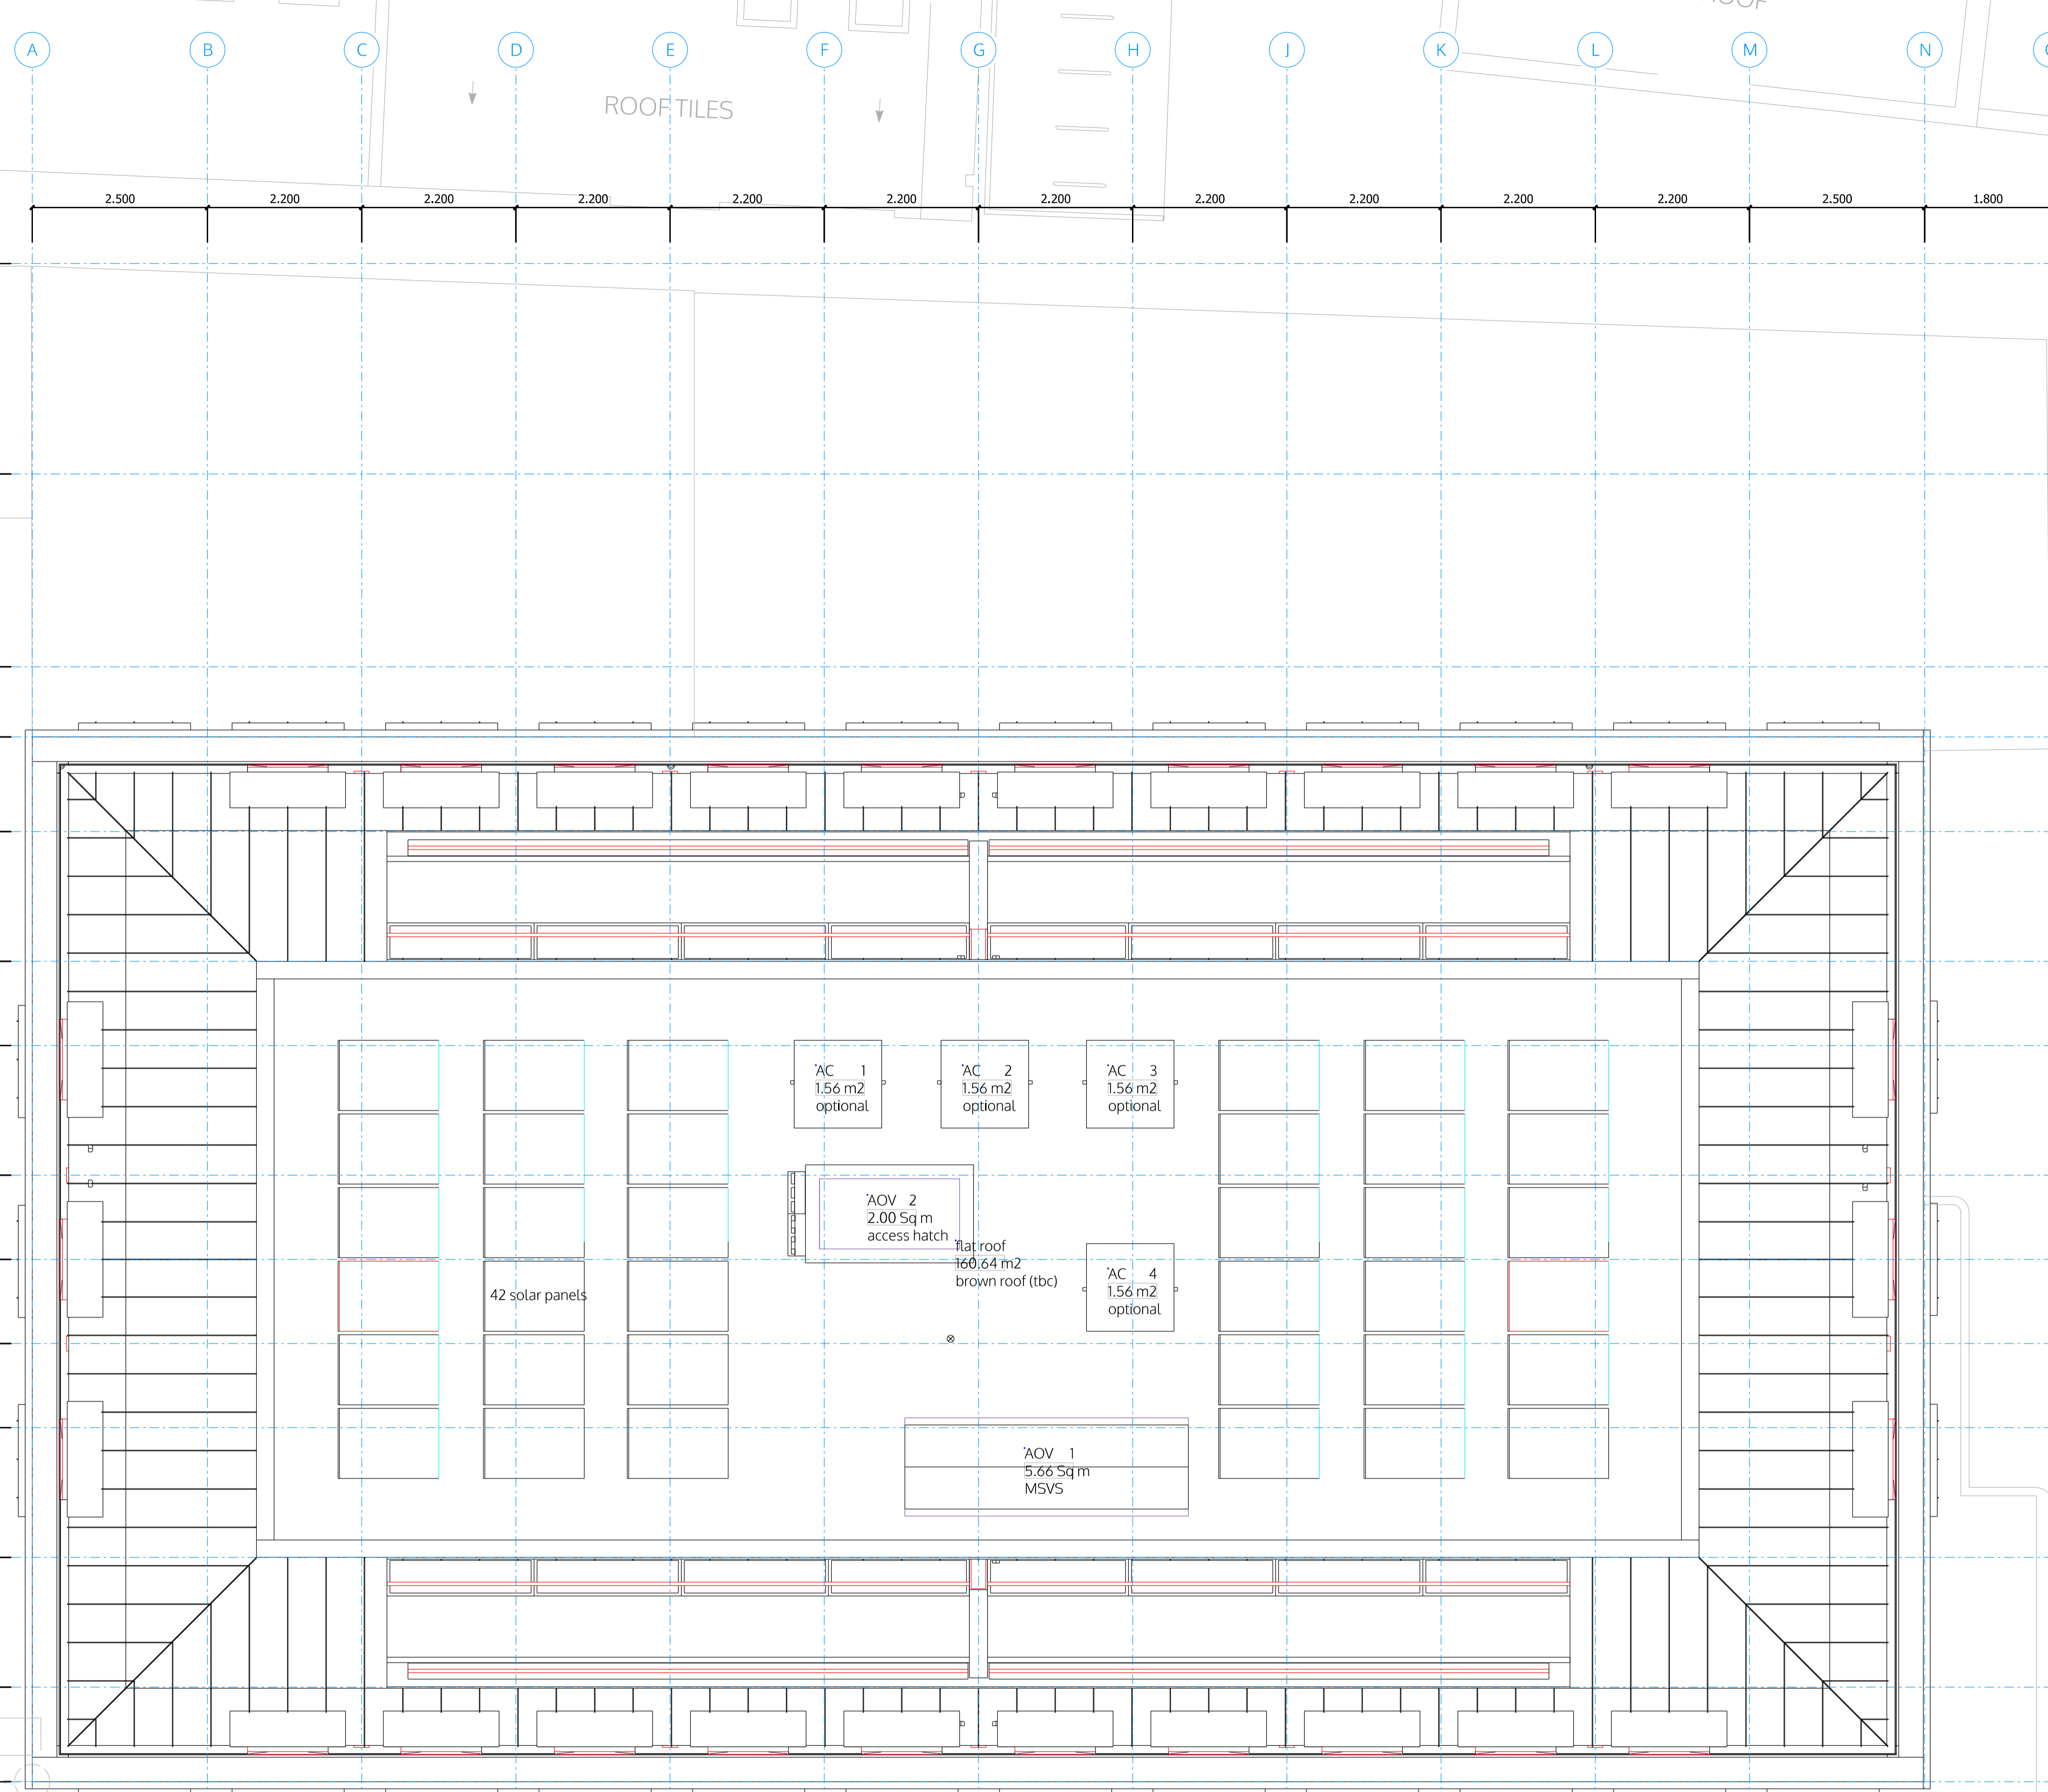 ROOF
A B C D E F G H J K L M N
ROOF TILES
2.500 2.200 2.200 2.200 2.200 2.200 2.200 2.200 2.200 2.200 2.200 2.500 1.800
AC 1
1.56 m2
optional
AC 2
1.56 m2
optional
AC 3
1.56 m2
optional
AOV 2
2.00 Sq m
access hatch
flat roof
160.64 m2
brown roof (tbc)
AC 4
1.56 m2
optional
42 solar panels
AOV 1
5.66 Sq m
MSVS